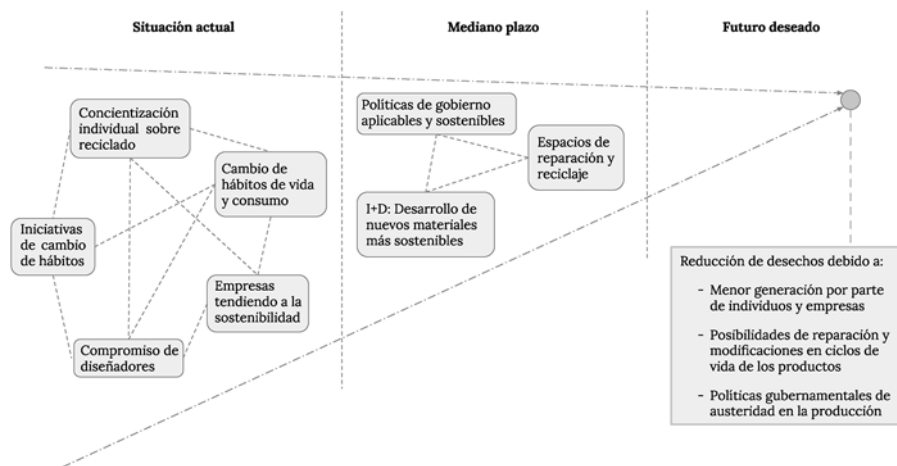 Situación actual
Mediano plazo
Futuro deseado
Concientización
individual sobre
reciclado
Cambio de
hábitos de vida
y consumo
Iniciativas
de cambio
de hábitos
Empresas
tendiendo a la
sostenibilidad
Compromiso de
diseñadores
Políticas de gobierno
aplicables y sostenibles
Espacios de
reparación y
reciclaje
I+D: Desarrollo de
nuevos materiales
más sostenibles
Reducción de desechos debido a:
- Menor generación por parte
de individuos y empresas
- Posibilidades de reparación y
modificaciones en ciclos de
vida de los productos
- Políticas gubernamentales de
austeridad en la producción